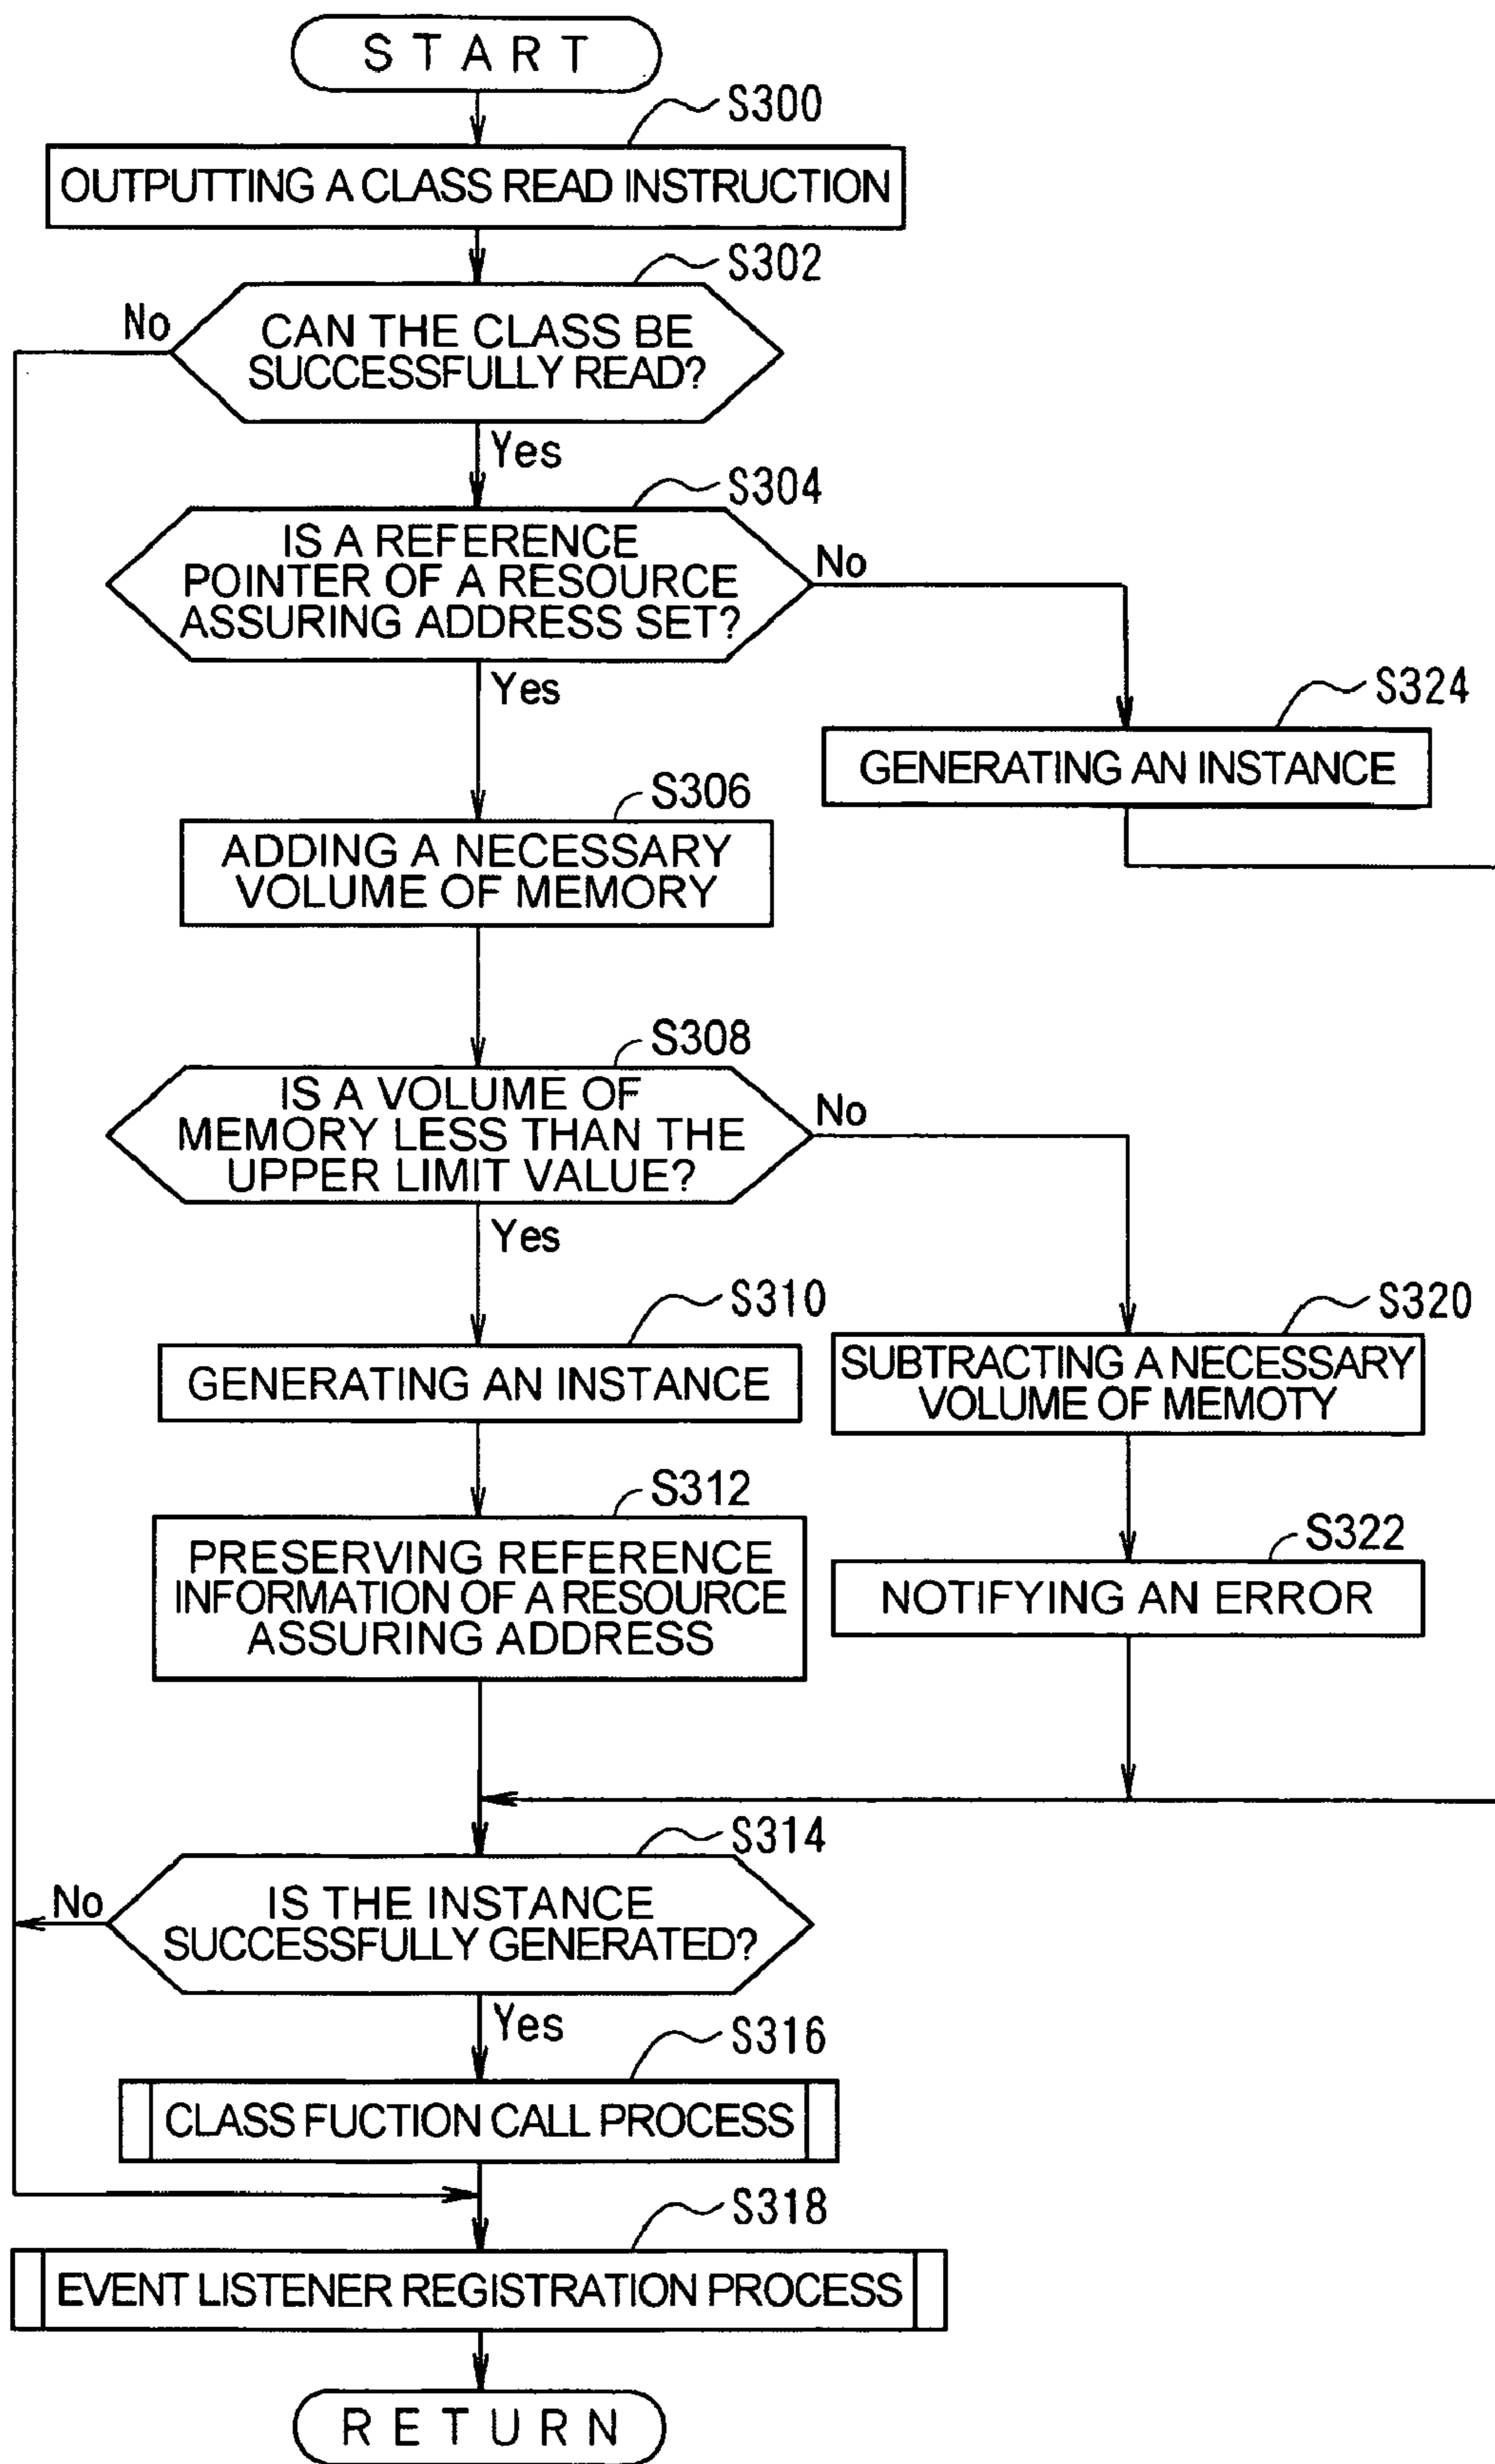 START
S300
OUTPUTTING A CLASS READ INSTRUCTION
S302
No
CAN THE CLASS BE
SUCCESSFULLY READ?
Yes
S304
IS A REFERENCE
POINTER OF A RESOURCE
ASSURING ADDRESS SET?
No
Yes
S324
GENERATING AN INSTANCE
S306
ADDING A NECESSARY
VOLUME OF MEMORY
S308
IS A VOLUME OF
MEMORY LESS THAN THE
UPPER LIMIT VALUE?
No
Yes
S310
GENERATING AN INSTANCE
S320
SUBTRACTING A NECESSARY
VOLUME OF MEMOTY
S312
PRESERVING REFERENCE
INFORMATION OF A RESOURCE
ASSURING ADDRESS
S322
NOTIFYING AN ERROR
S314
No
IS THE INSTANCE
SUCCESSFULLY GENERATED?
Yes
S316
CLASS FUCTION CALL PROCESS
S318
EVENT LISTENER REGISTRATION PROCESS
RETURN